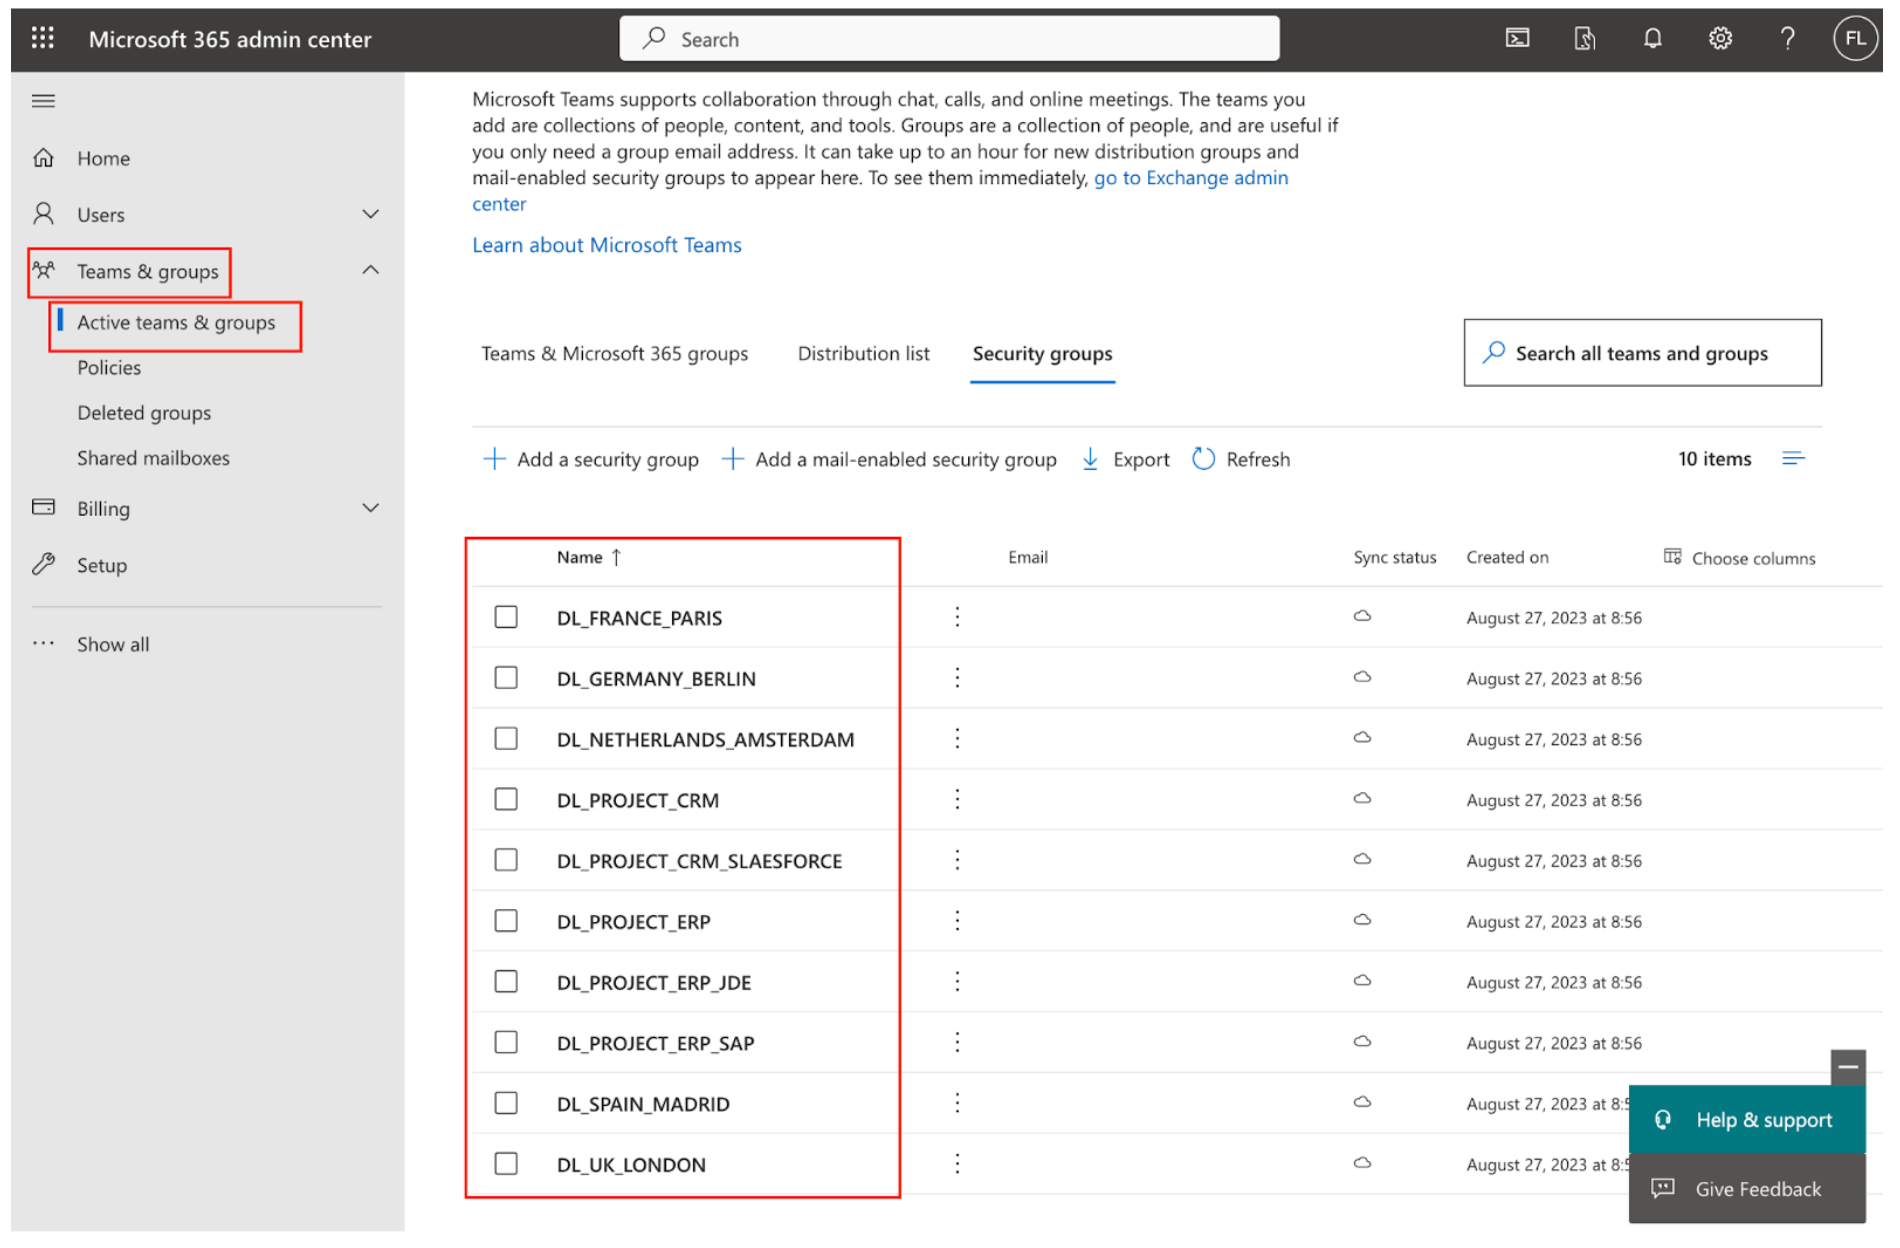 Microsoft 365 admin center
Search
FL
Home
Users
Teams & groups
Active teams & groups
Policies
Deleted groups
Shared mailboxes
Billing
Setup
Show all
Microsoft Teams supports collaboration through chat, calls, and online meetings. The teams you
add are collections of people, content, and tools. Groups are a collection of people, and are useful if
you only need a group email address. It can take up to an hour for new distribution groups and
mail-enabled security groups to appear here. To see them immediately, go to Exchange admin
center
Learn about Microsoft Teams
Teams & Microsoft 365 groups Distribution list Security groups
Search all teams and groups
Add a security group Add a mail-enabled security group Export Refresh 10 items
Name ↑ Email Sync status Created on Choose columns
DL_FRANCE_PARIS August 27, 2023 at 8:56
DL_GERMANY_BERLIN August 27, 2023 at 8:56
DL_NETHERLANDS_AMSTERDAM August 27, 2023 at 8:56
DL_PROJECT_CRM August 27, 2023 at 8:56
DL_PROJECT_CRM_SLAESFORCE August 27, 2023 at 8:56
DL_PROJECT_ERP August 27, 2023 at 8:56
DL_PROJECT_ERP_JDE August 27, 2023 at 8:56
DL_PROJECT_ERP_SAP August 27, 2023 at 8:56
DL_SPAIN_MADRID August 27, 2023 at
DL_UK_LONDON August 27, 2023 at
Help & support
Give Feedback